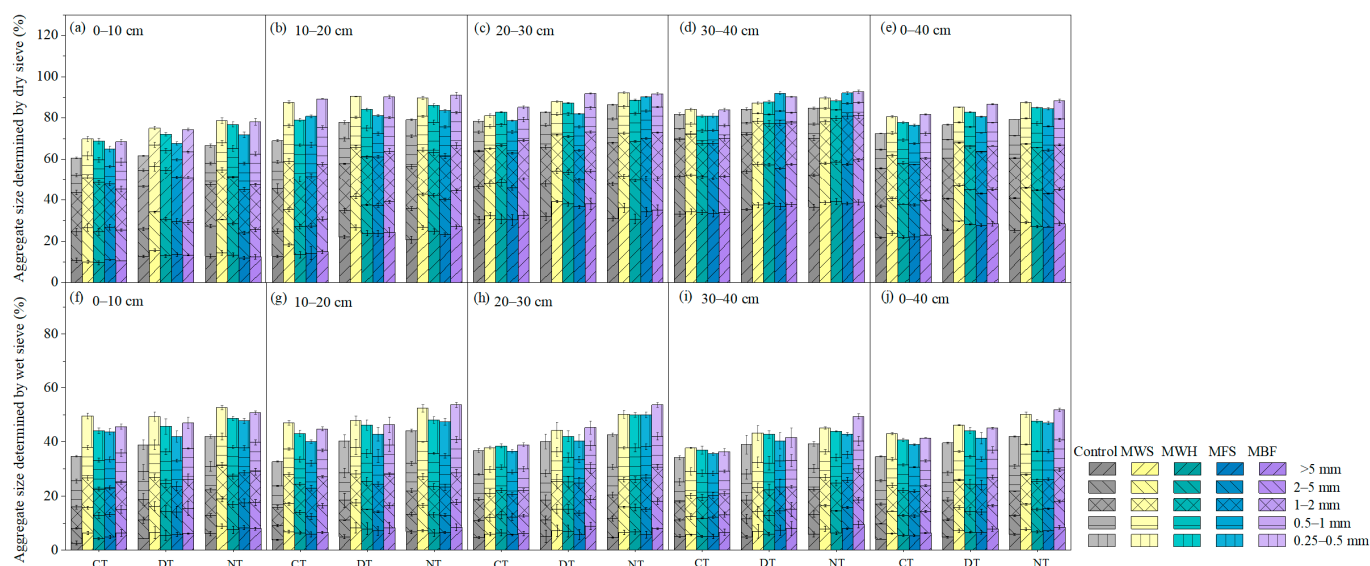 Aggregate size determined by dry sieve (%)
120
100
80
60
40
20
0
(a) 0–10 cm
(b) 10–20 cm
(c) 20–30 cm
(d) 30–40 cm
(e) 0–40 cm
Aggregate size determined by wet sieve (%)
80
60
40
20
0
(f) 0–10 cm
(g) 10–20 cm
(h) 20–30 cm
(i) 30–40 cm
(j) 0–40 cm
CT DT NT CT DT NT CT DT NT CT DT NT CT DT NT
Control MWS MWH MFS MBF
>5 mm
2–5 mm
1–2 mm
0.5–1 mm
0.25–0.5 mm